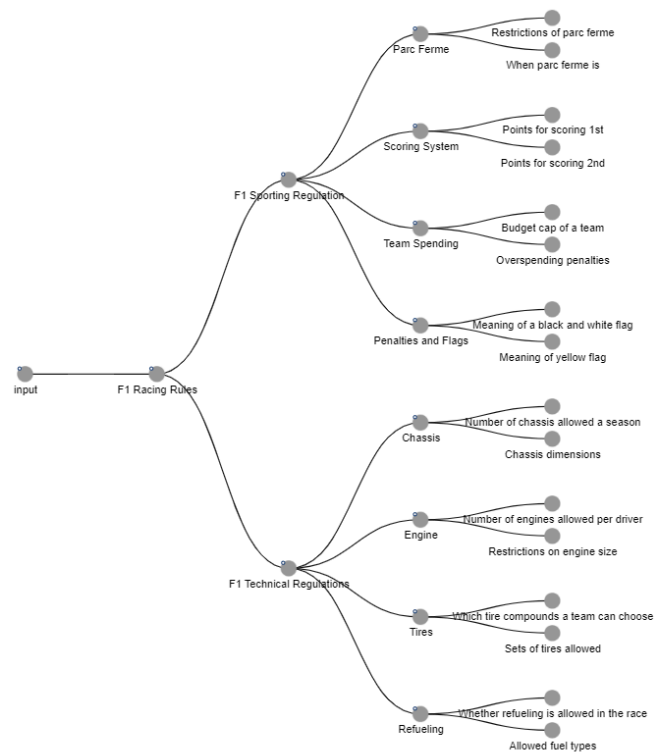 Restrictions of parc ferme
Parc Ferme
When parc ferme is
Points for scoring 1st
Scoring System
Points for scoring 2nd
F1 Sporting Regulation
Budget cap of a team
Team Spending
Overspending penalties
Meaning of a black and white flag
Penalties and Flags
Meaning of yellow flag
input
F1 Racing Rules
Number of chassis allowed a season
Chassis
Chassis dimensions
Number of engines allowed per driver
Engine
Restrictions on engine size
F1 Technical Regulations
Which tire compounds a team can choose
Tires
Sets of tires allowed
Whether refueling is allowed in the race
Refueling
Allowed fuel types